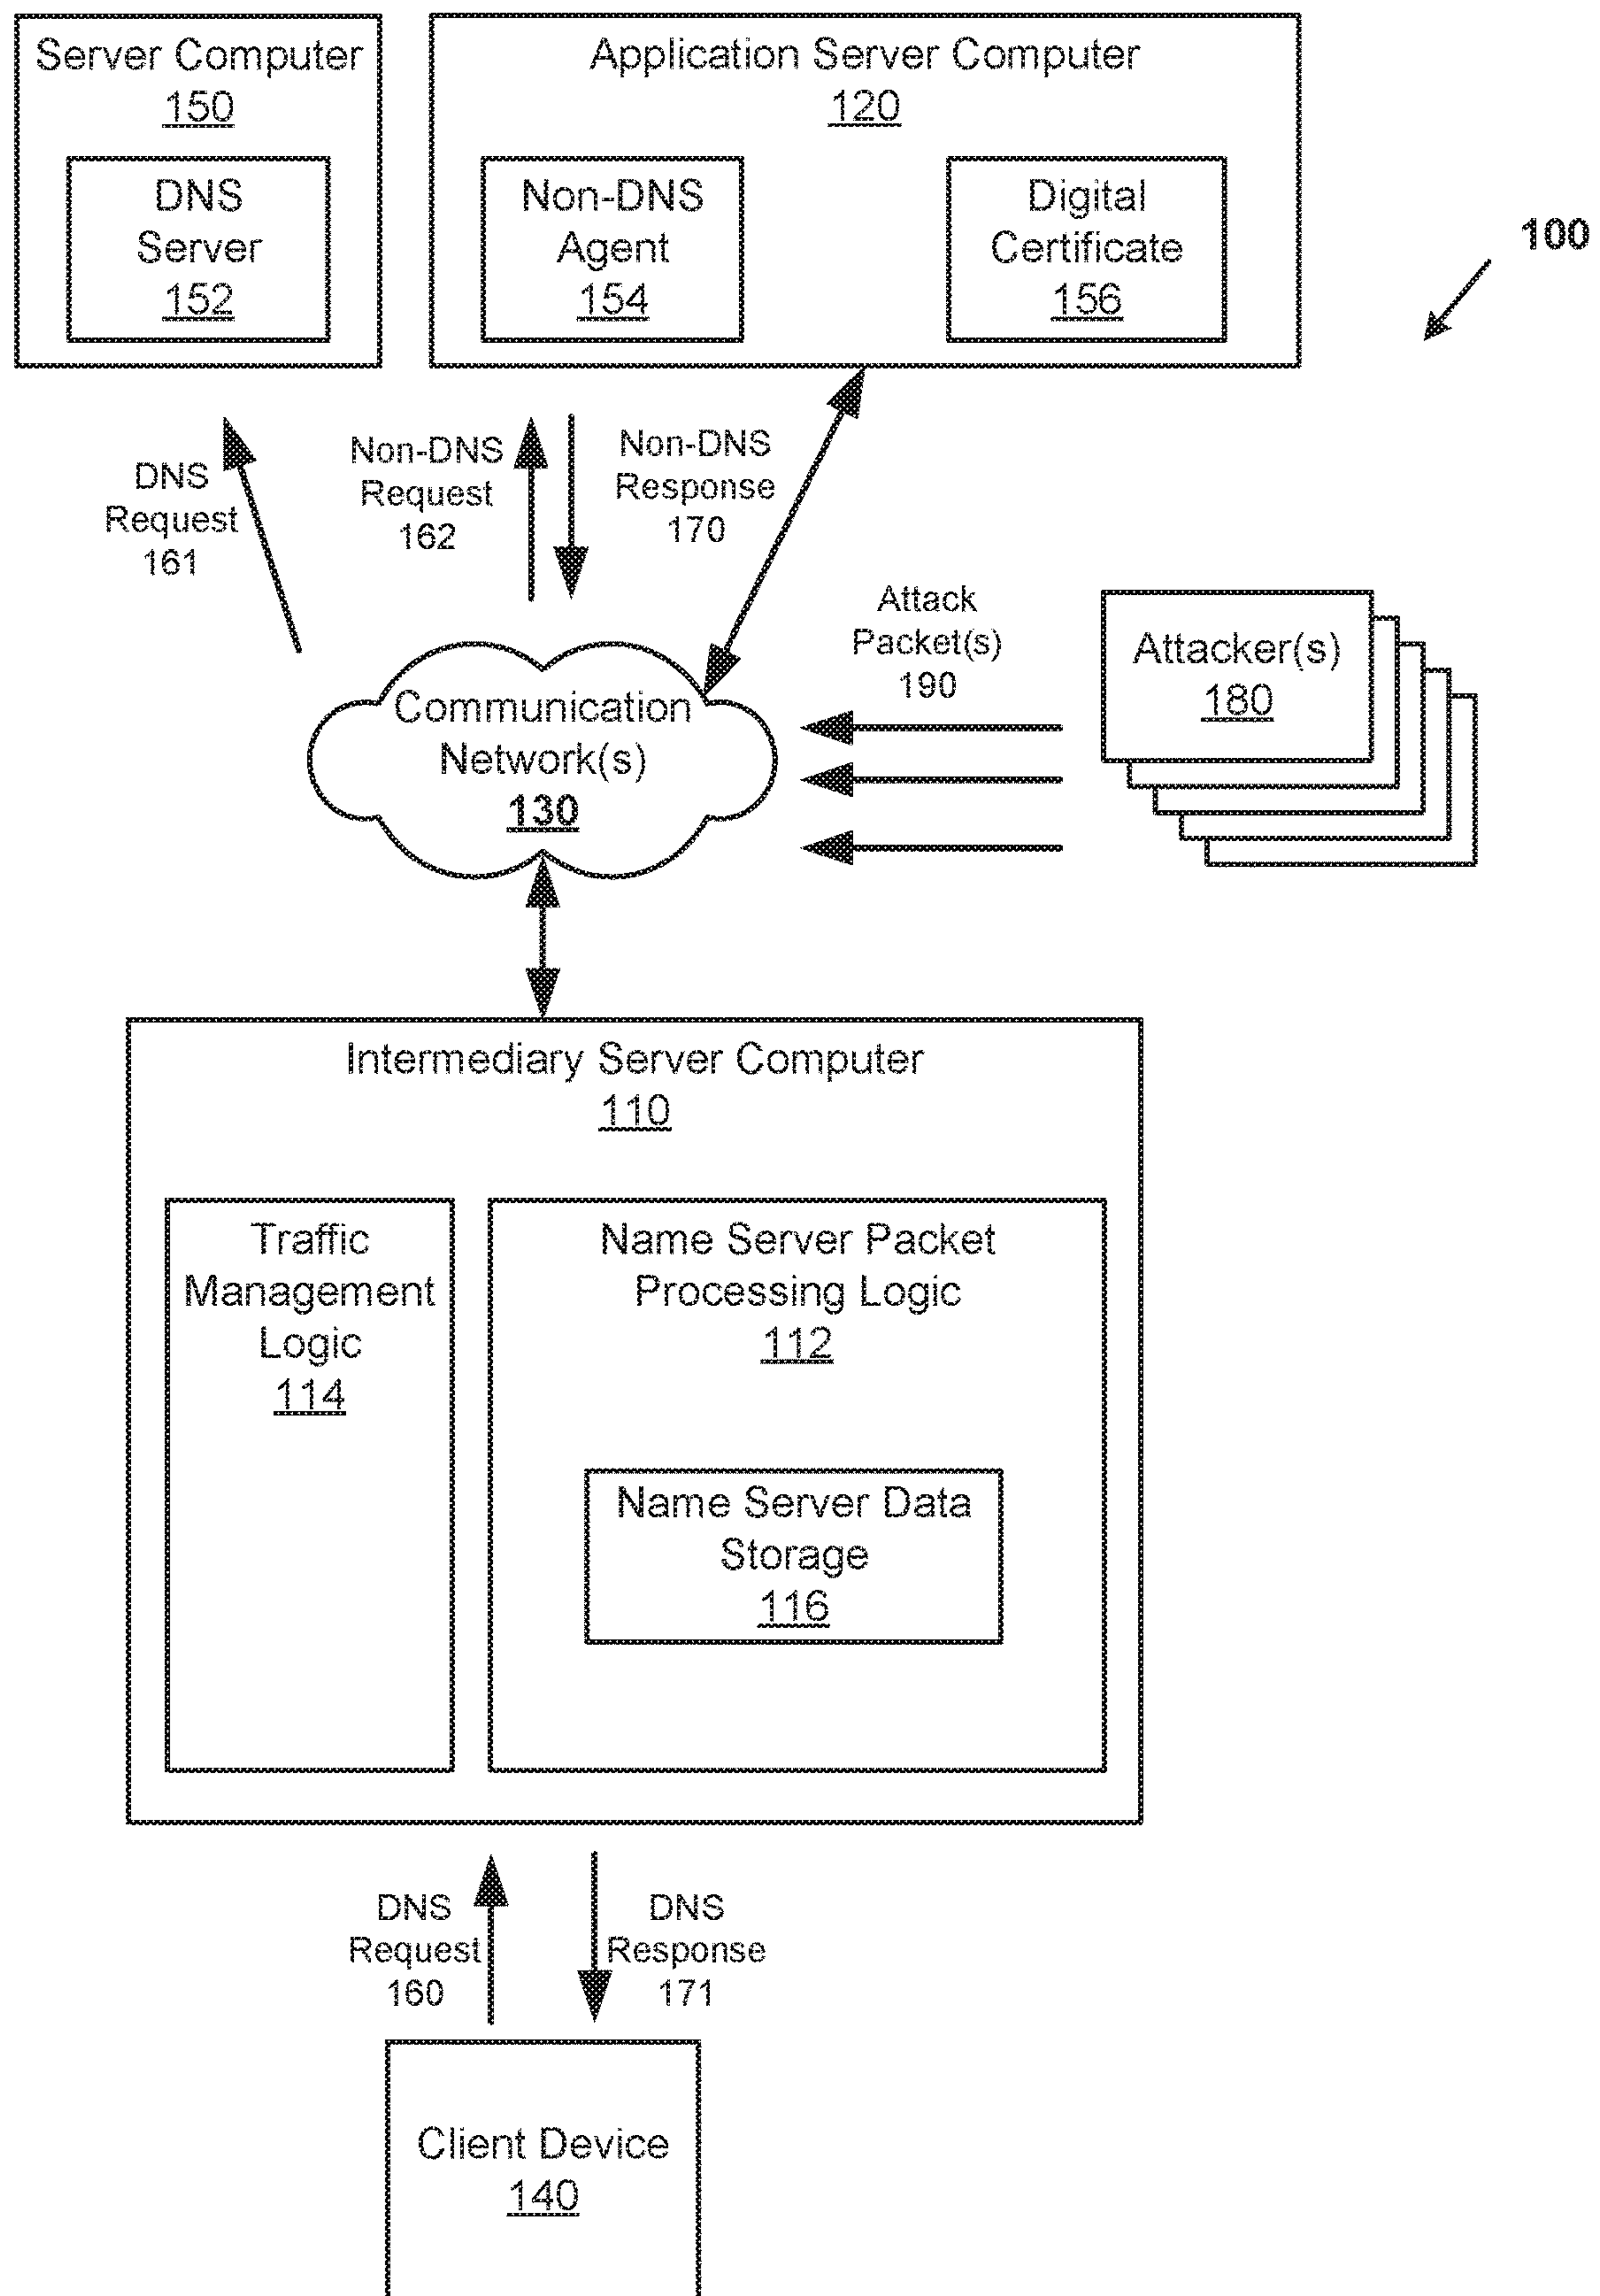 Server Computer
150
DNS
Server
152
Application Server Computer
120
Non-DNS
Agent
154
Digital
Certificate
156
100
DNS
Request
161
Non-DNS
Request
162
Non-DNS
Response
170
Attack
Packet(s)
190
Attacker(s)
180
Communication
Network(s)
130
Intermediary Server Computer
110
Traffic
Management
Logic
114
Name Server Packet
Processing Logic
112
Name Server Data
Storage
116
DNS
Request
160
DNS
Response
171
Client Device
140